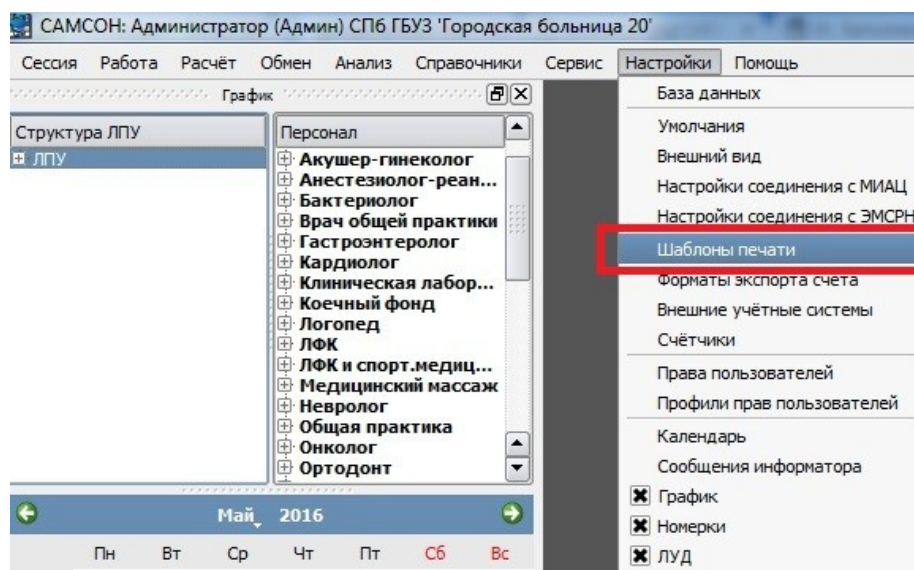 САМСОН: Администратор (Админ) СПб ГБУЗ 'Городская больница 20'
Сессия Работа Расчёт Обмен Анализ Справочники Сервис Настройки Помощь
График
Структура ЛПУ
ЛПУ
Персонал
Акушер-гинеколог
Анестезиолог-реан...
Бактериолог
Врач общей практики
Гастроэнтеролог
Кардиолог
Клиническая лабор...
Коечный фонд
Логопед
ЛФК
ЛФК и спорт.медиц...
Медицинский массаж
Невролог
Общая практика
Онколог
Ортодонт
Май 2016
Пн Вт Ср Чт Пт Сб Вс
База данных
Умолчания
Внешний вид
Настройки соединения с МИАЦ
Настройки соединения с ЭМСРН
Шаблоны печати
Форматы экспорта счета
Внешние учётные системы
Счётчики
Права пользователей
Профили прав пользователей
Календарь
Сообщения информатора
График
Номерки
ЛУД